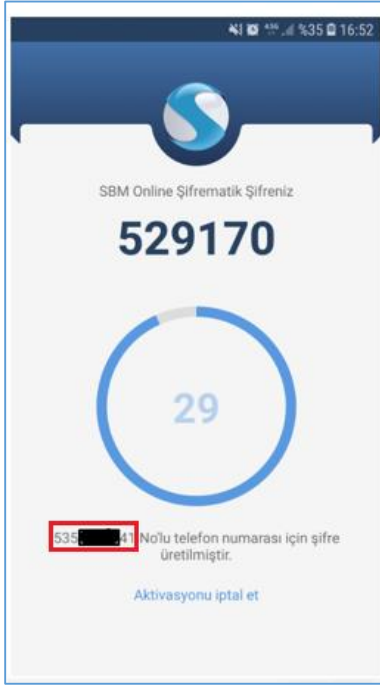 %35 16:52
SBM Online Şifrematik Şifreniz
529170
29
535 41 No'lu telefon numarası için şifre
üretilmiştir.
Aktivasyonu iptal et